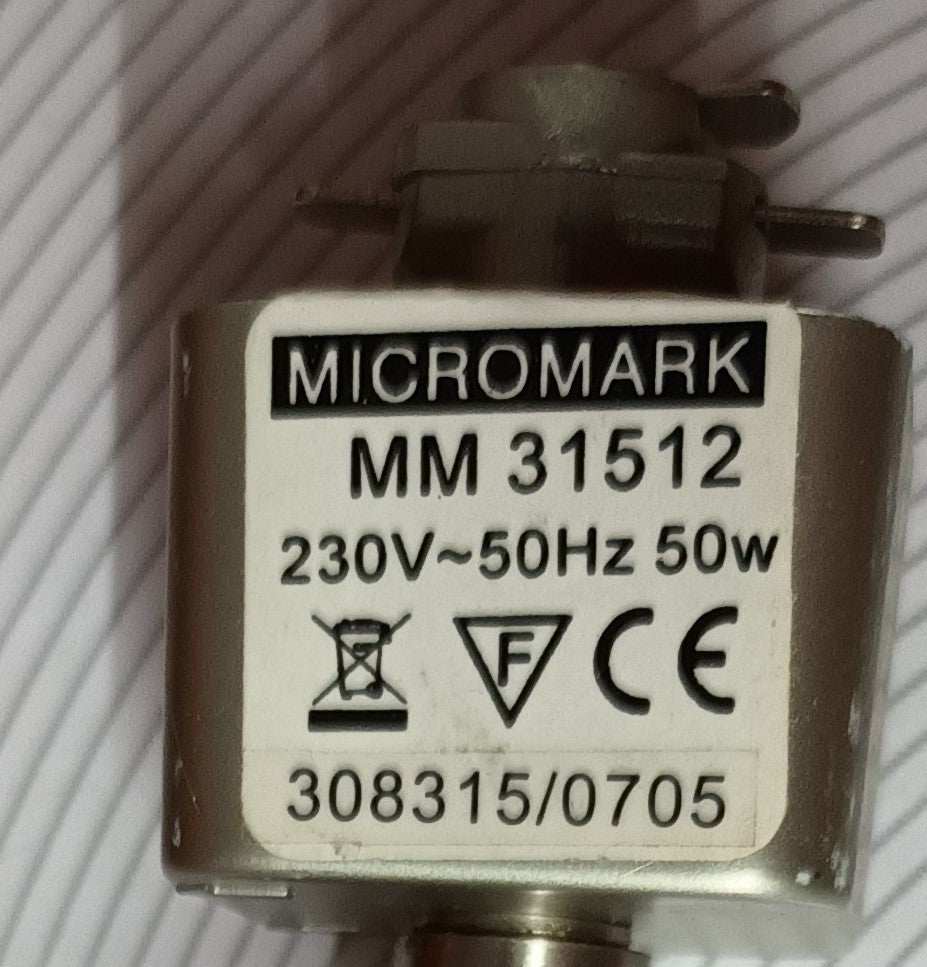 MICROMARK
MM 31512
230V~50Hz 50w
F CE
308315/0705